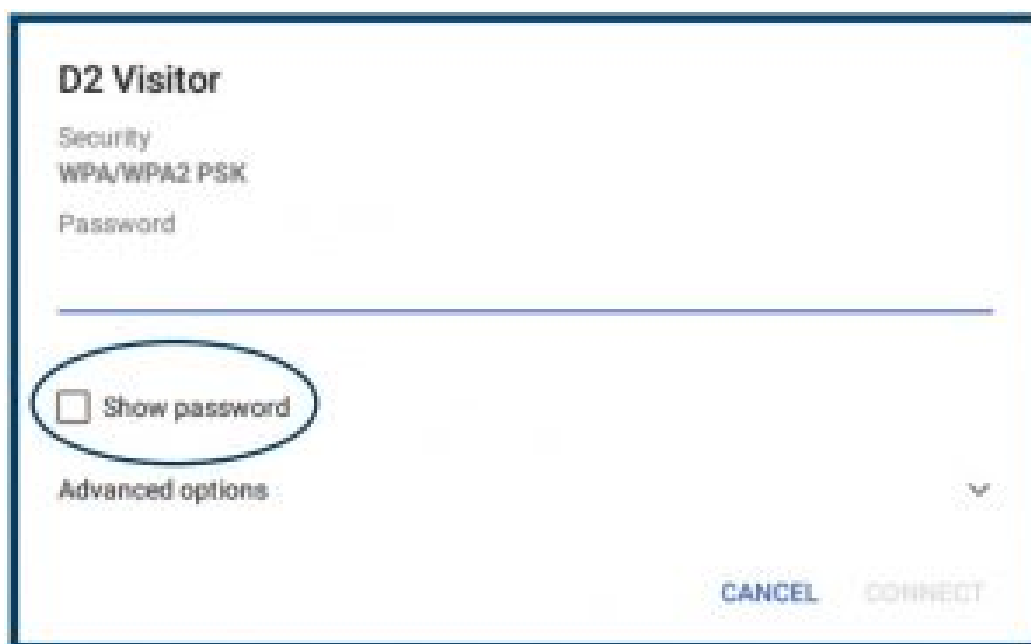 D2 Visitor
Security
WPA/WPA2 PSK
Password
Show password
Advanced options
CANCEL CONNECT